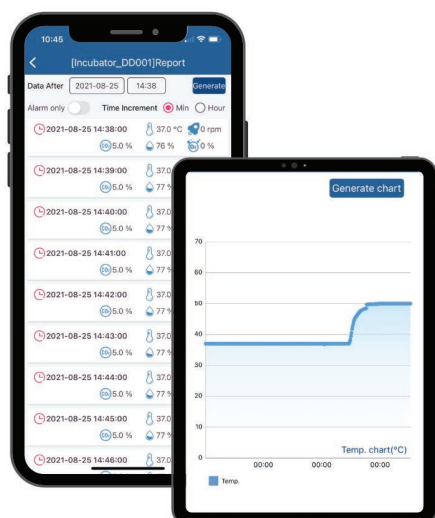 10:45
[Incubator_DD001]Report
Data After 2021-08-25 14:38 Generate
Alarm only Time Increment Min Hour
2021-08-25 14:38:00 37.0 °C 0 rpm
CO₂ 5.0 % 76 % 0 %
2021-08-25 14:39:00 37.0
CO₂ 5.0 % 77 %
2021-08-25 14:40:00 37.0
CO₂ 5.0 % 77 %
2021-08-25 14:41:00 37.0
CO₂ 5.0 % 77 %
2021-08-25 14:42:00 37.0
CO₂ 5.0 % 77 %
2021-08-25 14:43:00 37.0
CO₂ 5.0 % 77 %
2021-08-25 14:44:00 37.0
CO₂ 5.0 % 77 %
2021-08-25 14:45:00 37.0
CO₂ 5.0 % 77 %
2021-08-25 14:46:00 37.0
Generate chart
70
60
50
40
30
20
10
0
Temp. chart(°C)
00:00 00:00 00:00
Temp.